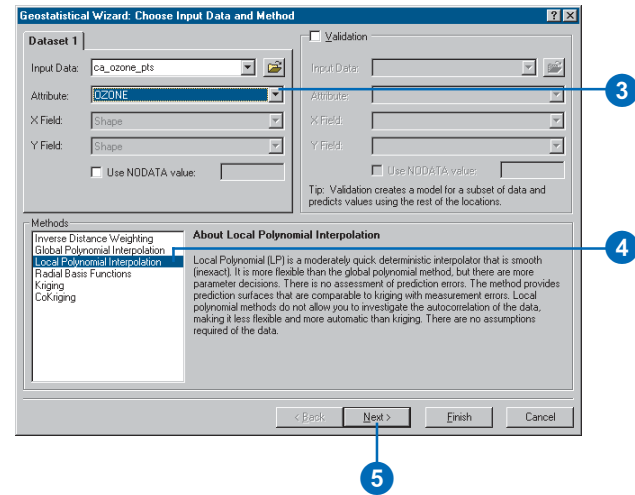 Geostatistical Wizard: Choose Input Data and Method
Dataset 1
Input Data: ca_ozone_pts
Attribute: OZONE
X Field: Shape
Y Field: Shape
Use NODATA value:
Validation
Input Data:
Attribute:
X Field:
Y Field:
Use NODATA value:
Tip: Validation creates a model for a subset of data and
predicts values using the rest of the locations.
3
Methods
Inverse Distance Weighting
Global Polynomial Interpolation
Local Polynomial Interpolation
Radial Basis Functions
Kriging
CoKriging
About Local Polynomial Interpolation
Local Polynomial (LP) is a moderately quick deterministic interpolator that is smooth
(inexact). It is more flexible than the global polynomial method, but there are more
parameter decisions. There is no assessment of prediction errors. The method provides
prediction surfaces that are comparable to kriging with measurement errors. Local
polynomial methods do not allow you to investigate the autocorrelation of the data,
making it less flexible and more automatic than kriging. There are no assumptions
required of the data.
4
< Back
Next >
Finish
Cancel
5